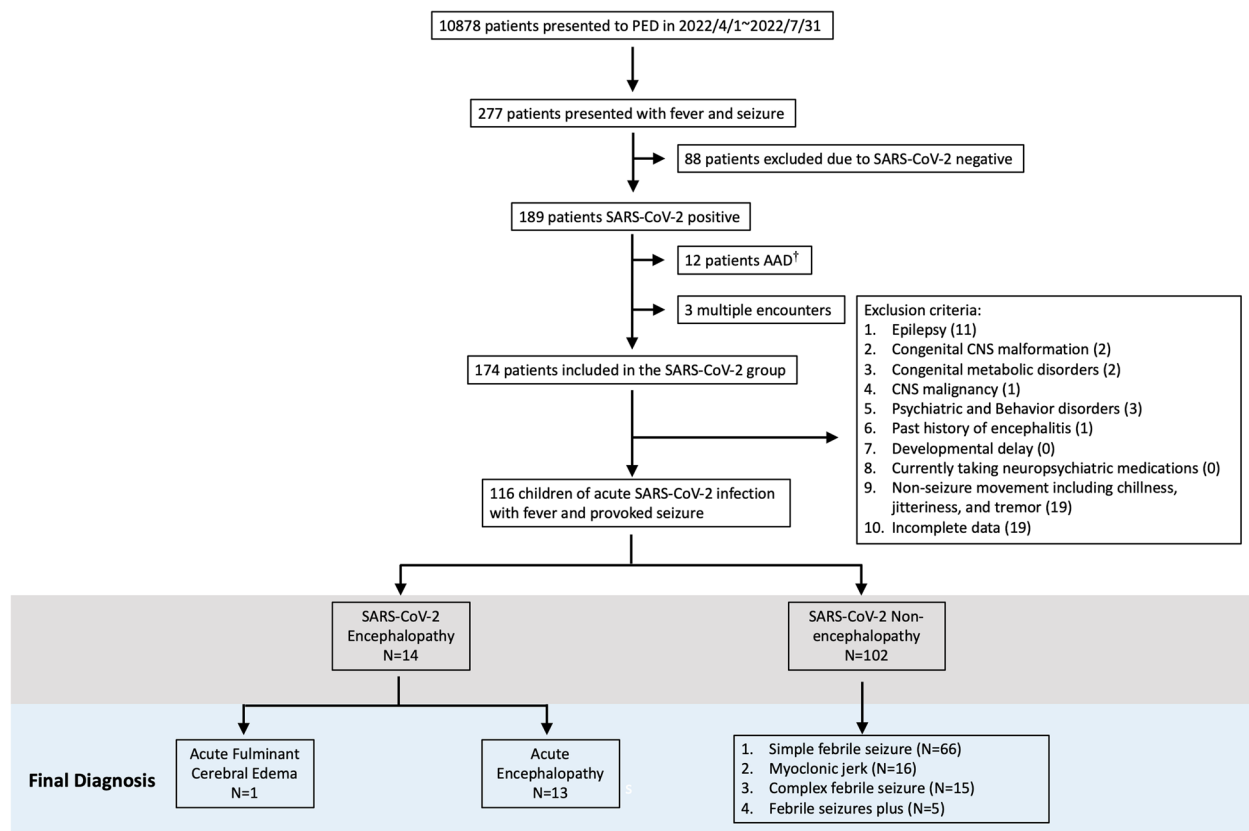 10878 patients presented to PED in 2022/4/1~2022/7/31
277 patients presented with fever and seizure
88 patients excluded due to SARS-CoV-2 negative
189 patients SARS-CoV-2 positive
12 patients AAD†
3 multiple encounters
174 patients included in the SARS-CoV-2 group
Exclusion criteria:
1. Epilepsy (11)
2. Congenital CNS malformation (2)
3. Congenital metabolic disorders (2)
4. CNS malignancy (1)
5. Psychiatric and Behavior disorders (3)
6. Past history of encephalitis (1)
7. Developmental delay (0)
8. Currently taking neuropsychiatric medications (0)
9. Non-seizure movement including chillness,
jitteriness, and tremor (19)
10. Incomplete data (19)
116 children of acute SARS-CoV-2 infection
with fever and provoked seizure
SARS-CoV-2
Encephalopathy
N=14
SARS-CoV-2 Non-
encephalopathy
N=102
Final Diagnosis
Acute Fulminant
Cerebral Edema
N=1
Acute
Encephalopathy
N=13
s
1. Simple febrile seizure (N=66)
2. Myoclonic jerk (N=16)
3. Complex febrile seizure (N=15)
4. Febrile seizures plus (N=5)